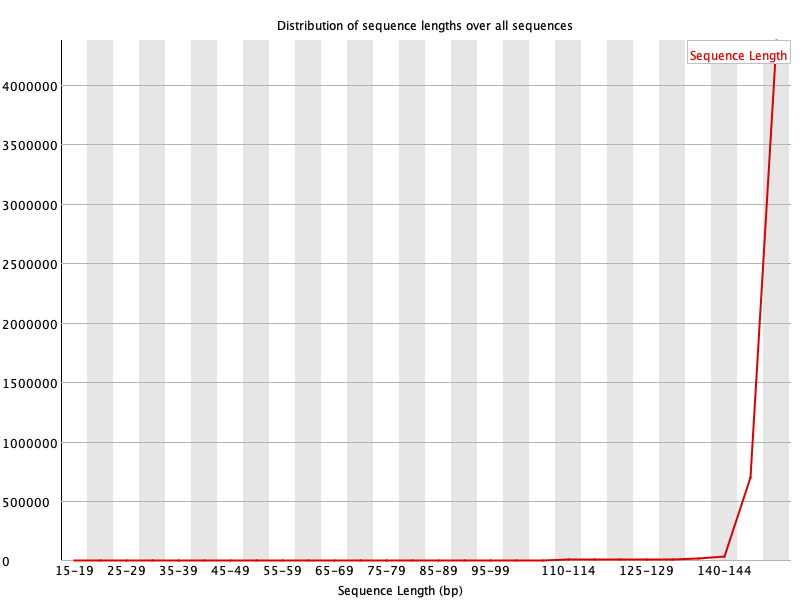 Distribution of sequence lengths over all sequences
Sequence Length
4000000
3500000
3000000
2500000
2000000
1500000
1000000
500000
0
15-19 25-29 35-39 45-49 55-59 65-69 75-79 85-89 95-99 110-114 125-129 140-144
Sequence Length (bp)